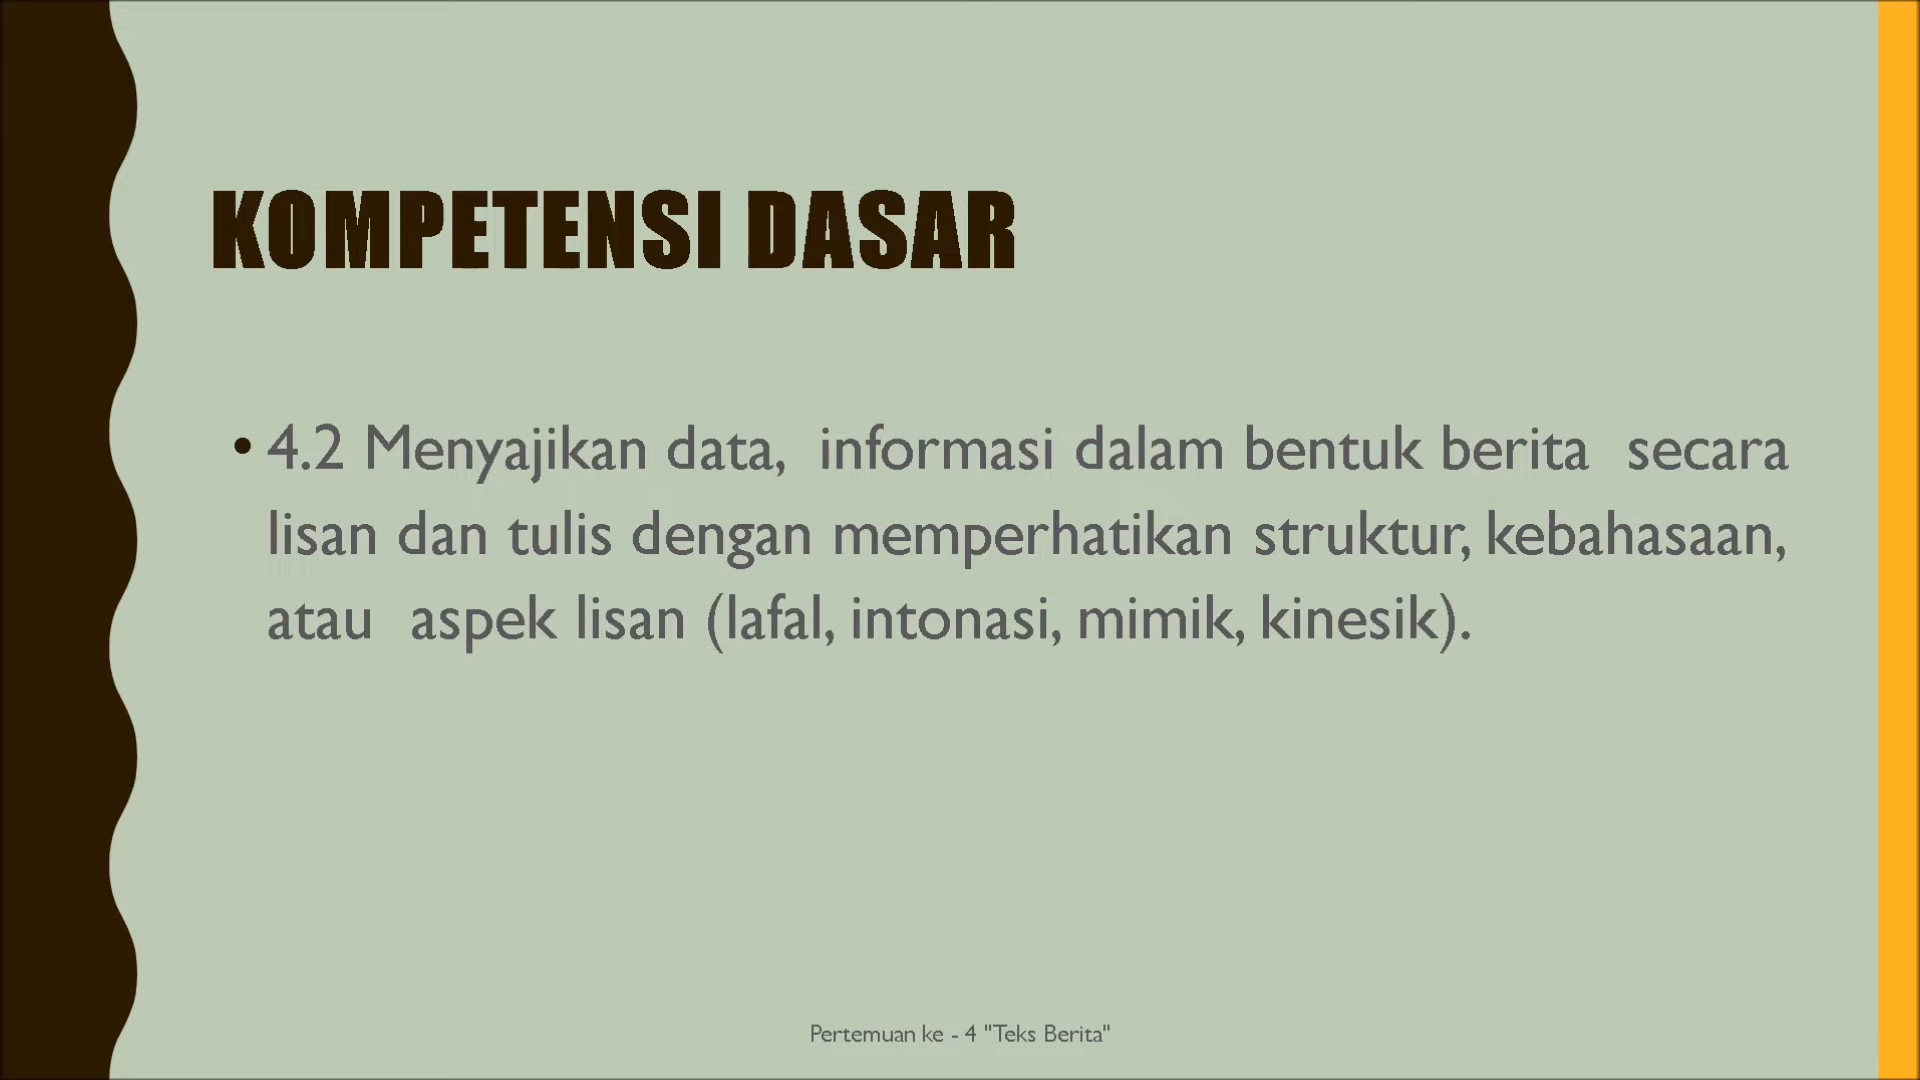 KOMPETENSI DASAR
• 4.2 Menyajikan data, informasi dalam bentuk berita secara
lisan dan tulis dengan memperhatikan struktur, kebahasaan,
atau aspek lisan (lafal, intonasi, mimik, kinesik).
Pertemuan ke - 4 "Teks Berita"